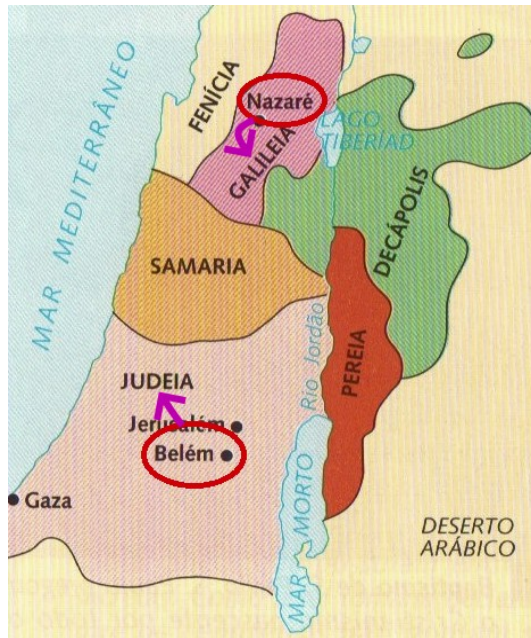 MAR MEDITERRÂNEO
FENÍCIA
Nazaré
GALILEIA
LAGO
TIBERÍAD
DECÁPOLIS
SAMARIA
Rio Jordão
PEREIA
JUDEIA
Jerusalém
Belém
Gaza
MAR MORTO
DESERTO
ARÁBICO